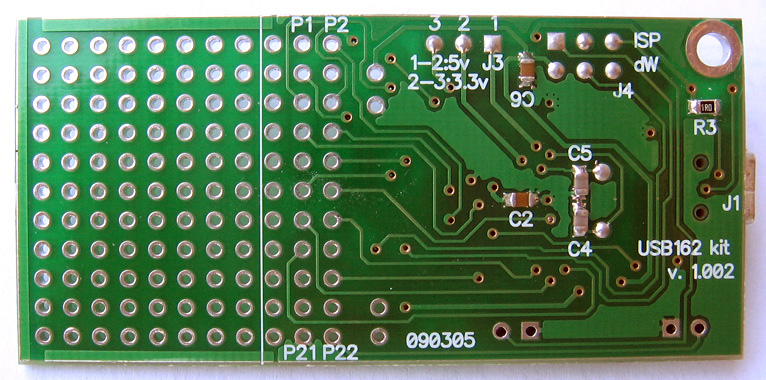 P1 P2
3 2 1
J3
1-2:5v
2-3:3.3v
C6
ISP
dW
J4
1R0
R3
C5
C2
C4
J1
USB162 kit
v. 1.002
P21 P22
090305